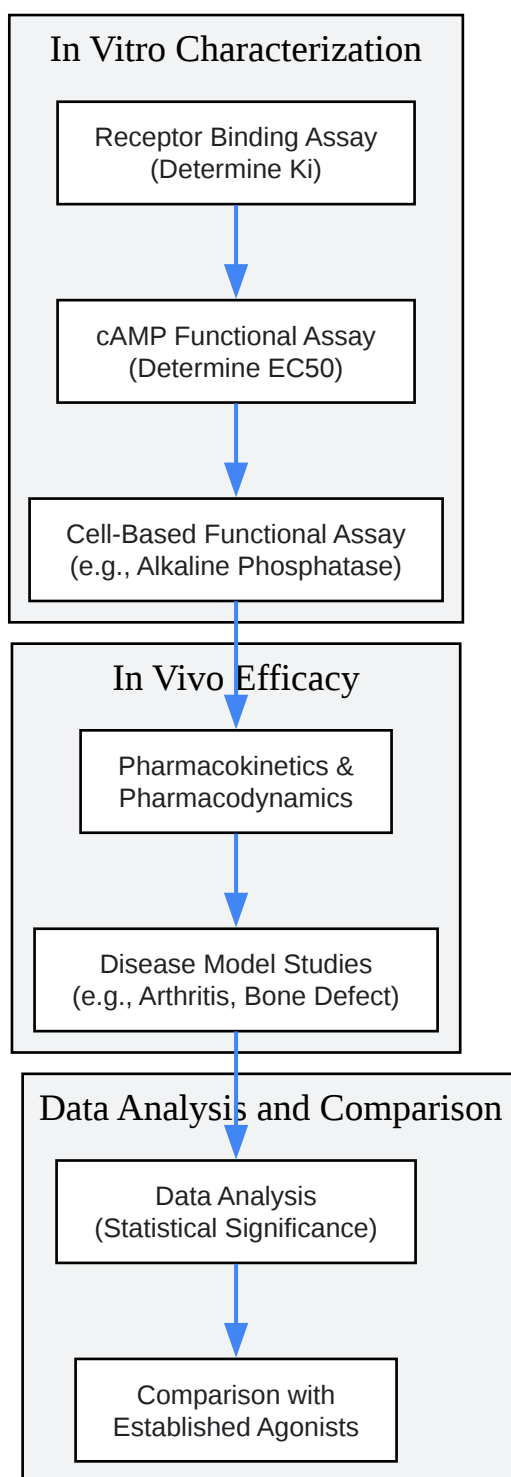 In Vitro Characterization
Receptor Binding Assay
(Determine Ki)
cAMP Functional Assay
(Determine EC50)
Cell-Based Functional Assay
(e.g., Alkaline Phosphatase)
In Vivo Efficacy
Pharmacokinetics &
Pharmacodynamics
Disease Model Studies
(e.g., Arthritis, Bone Defect)
Data Analysis and Comparison
Data Analysis
(Statistical Significance)
Comparison with
Established Agonists